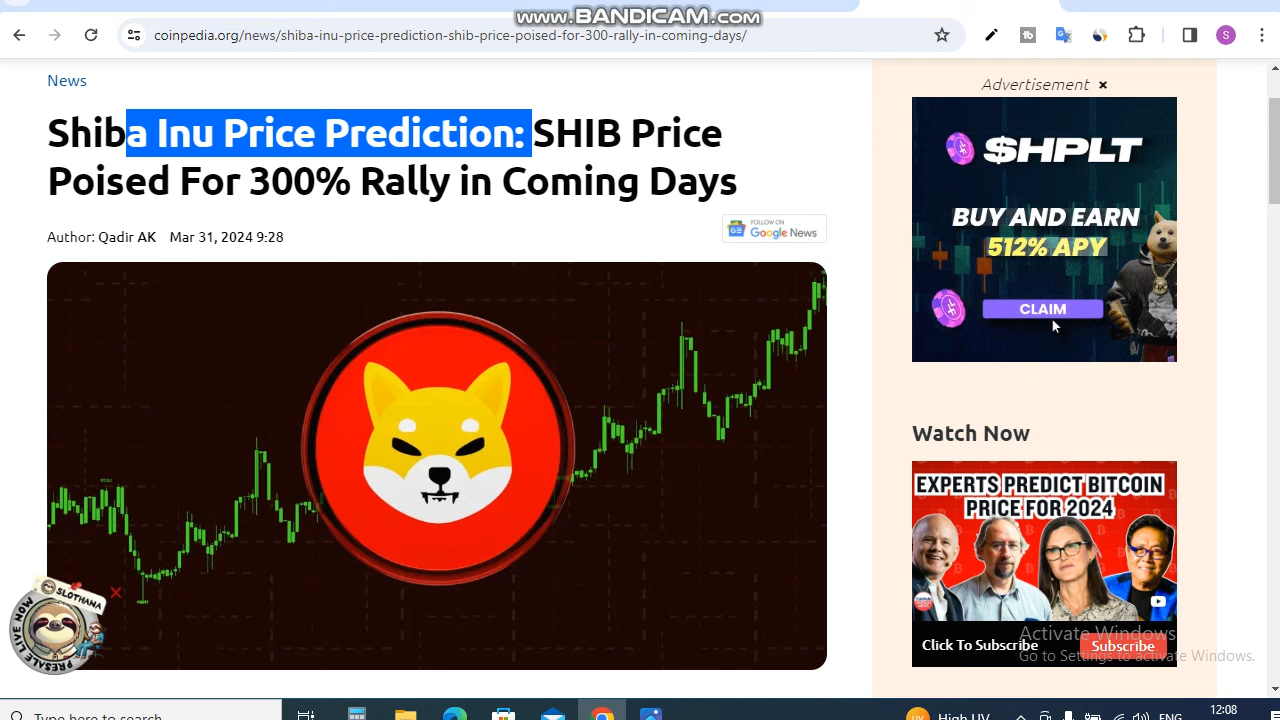 www.BANDICAM.com
coinpedia.org/news/shiba-inu-price-prediction-shib-price-poised-for-300-rally-in-coming-days/
S
News
Shiba Inu Price Prediction: SHIB Price
Poised For 300% Rally in Coming Days
Author: Qadir AK Mar 31, 2024 9:28
FOLLOW ON
Google News
SLOTHANA
PRESALE LIVE NOW
Advertisement ×
$HPLT
BUY AND EARN
512% APY
CLAIM
Watch Now
EXPERTS PREDICT BITCOIN
PRICE FOR 2024
Click To Subscribe
Subscribe
Activate Windows
Go to Settings to activate Windows.
Type here to search
UV
High UV
ENG
12:08